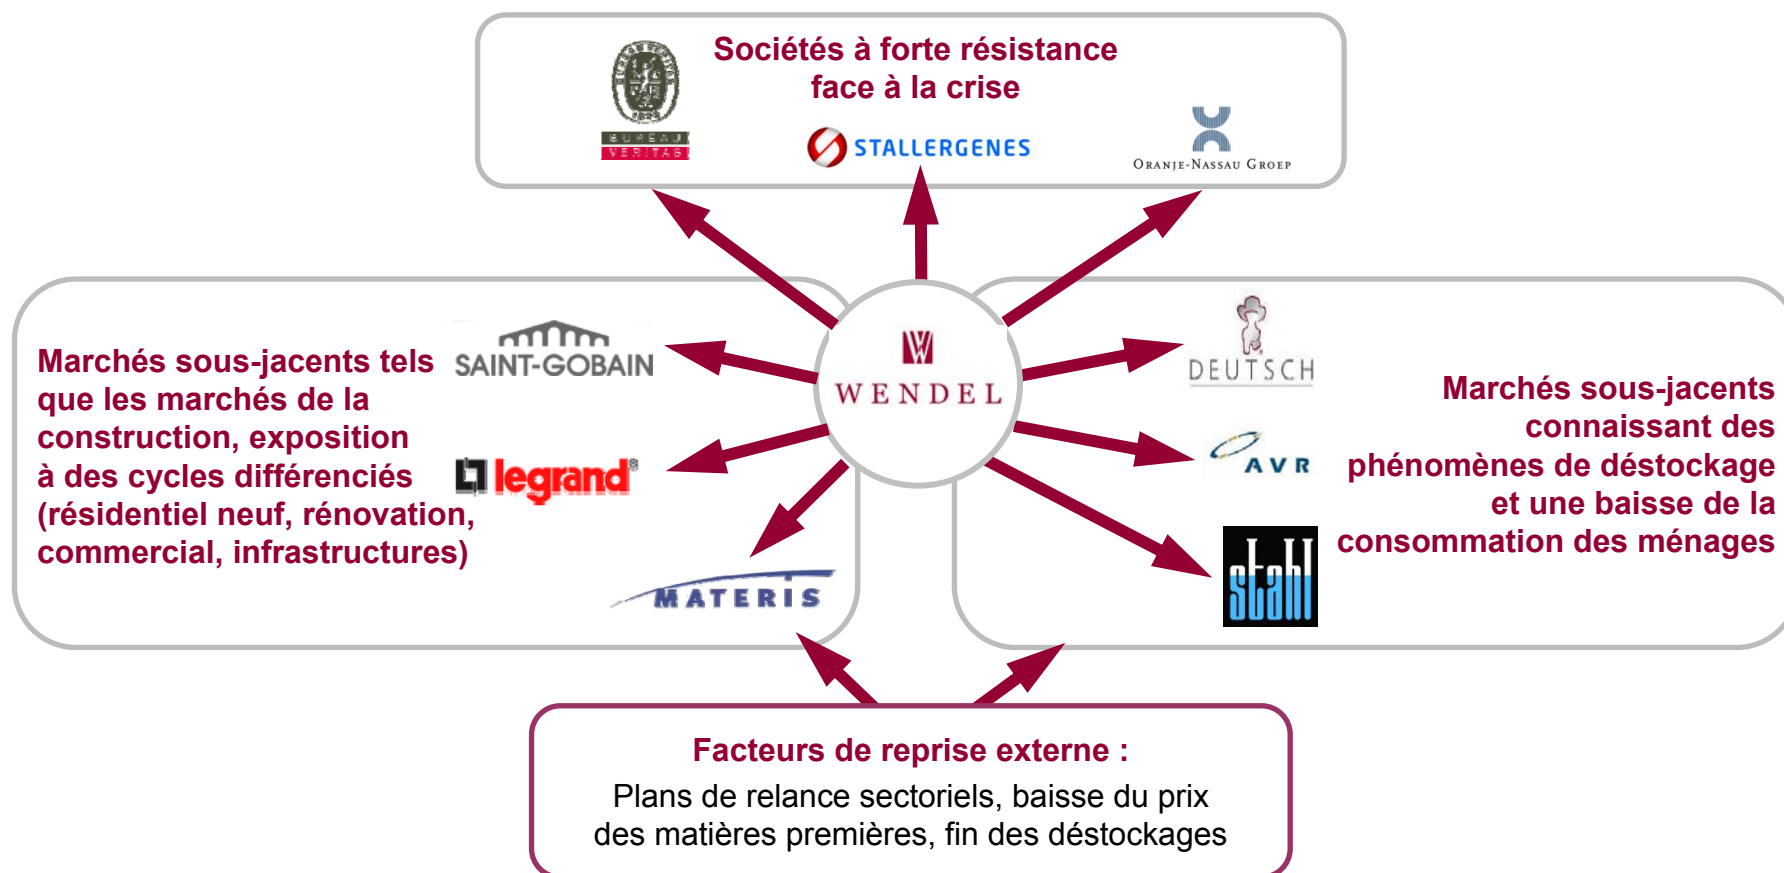 Sociétés à forte résistance
face à la crise
BUREAU
VERITAS
STALLERGENES
ORANJE-NASSAU GROEP
Marchés sous-jacents tels
que les marchés de la
construction, exposition
à des cycles différenciés
(résidentiel neuf, rénovation,
commercial, infrastructures)
SAINT-GOBAIN
legrand®
MATERIS
WENDEL
DEUTSCH
AVR
stahl
Marchés sous-jacents
connaissant des
phénomènes de déstockage
et une baisse de la
consommation des ménages
Facteurs de reprise externe :
Plans de relance sectoriels, baisse du prix
des matières premières, fin des déstockages